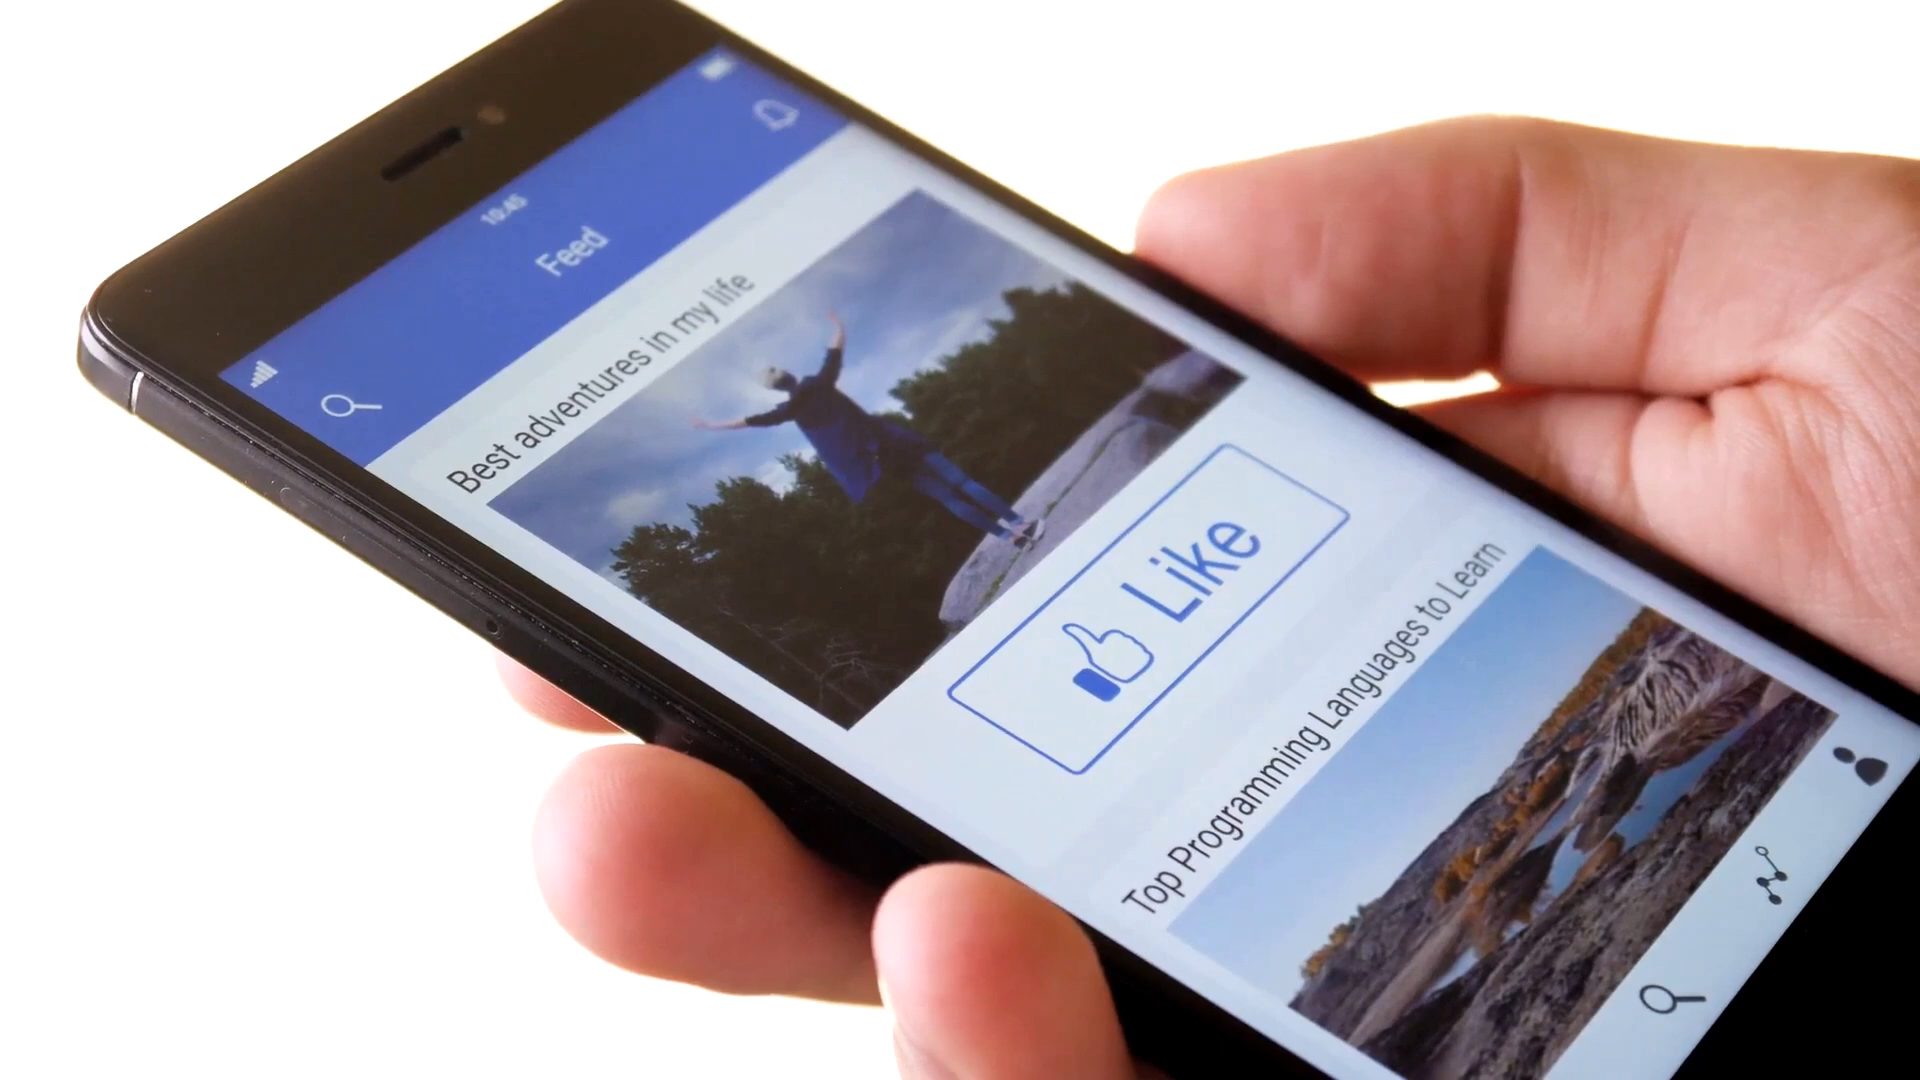 10:45
Feed
Best adventures in my life
Like
Top Programming Languages to Learn